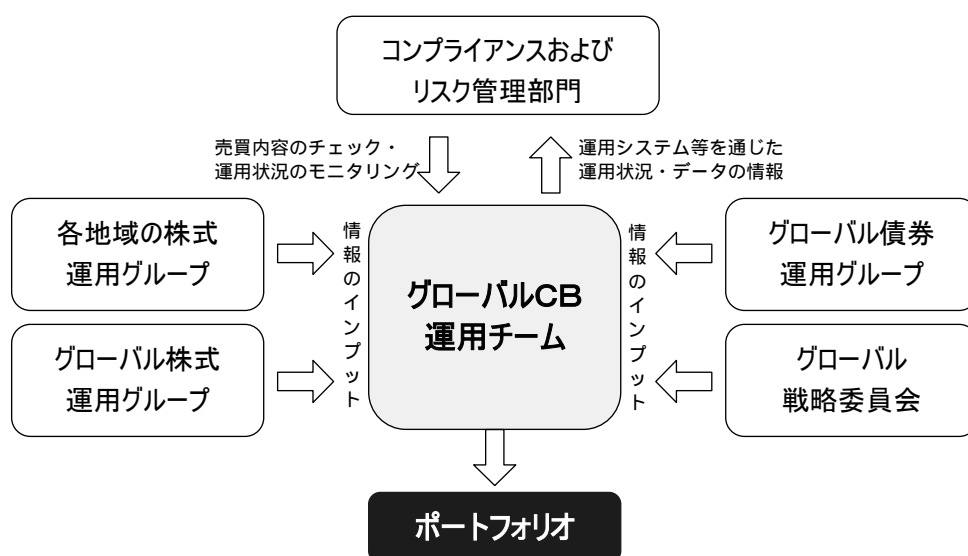 コンプライアンスおよび
リスク管理部門
売買内容のチェック・
運用状況のモニタリング
運用システム等を通じた
運用状況・データの情報
各地域の株式
運用グループ
情報のインプット
グローバルCB
運用チーム
情報のインプット
グローバル債券
運用グループ
グローバル株式
運用グループ
グローバル
戦略委員会
ポートフォリオ